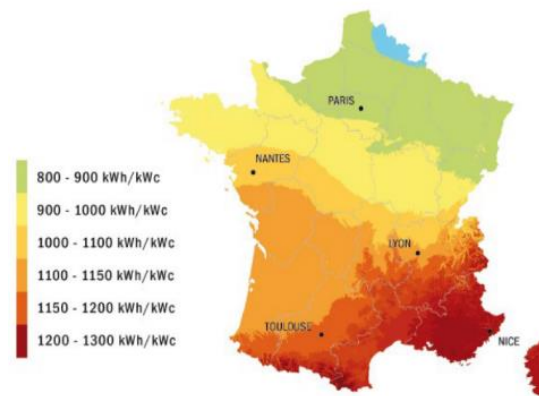 PARIS
NANTES
800 - 900 kWh/kWc
900 - 1000 kWh/kWc
1000 - 1100 kWh/kWc
LYON
1100 - 1150 kWh/kWc
1150 - 1200 kWh/kWc
TOULOUSE
1200 - 1300 kWh/kWc
NICE